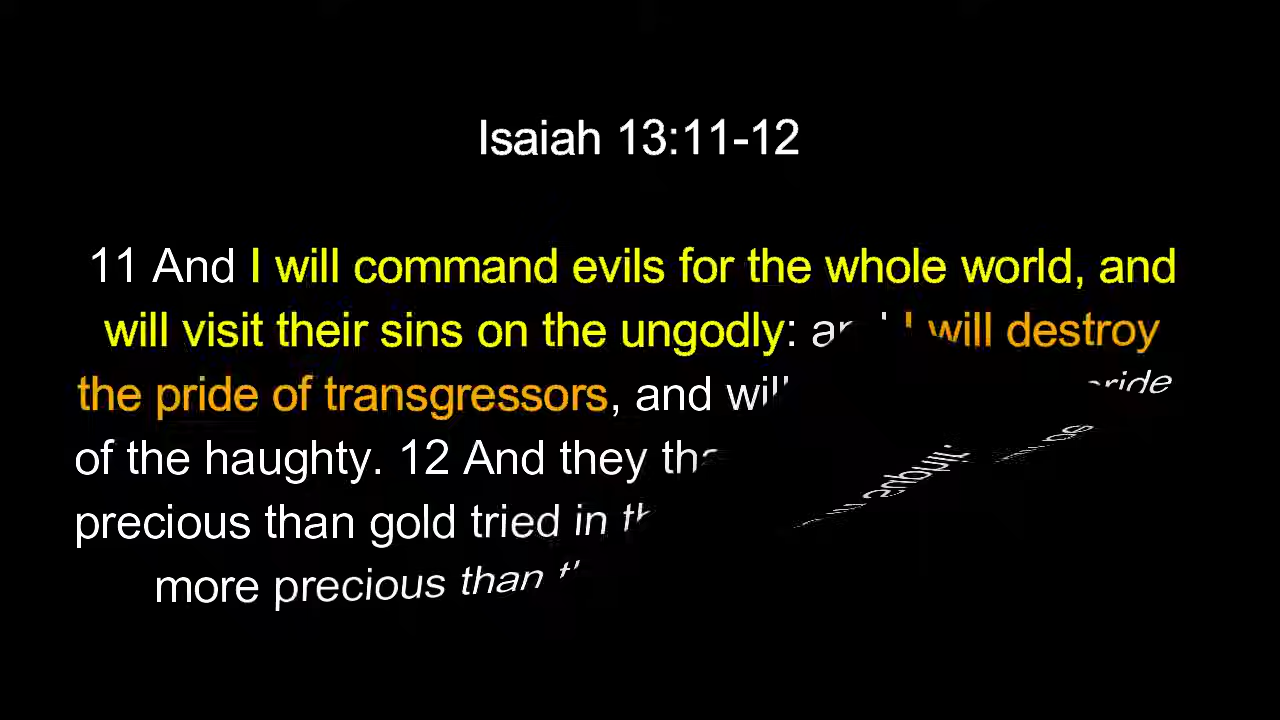 Isaiah 13:11-12
11 And I will command evils for the whole world, and
will visit their sins on the ungodly: I will destroy
the pride of transgressors, and will pride
of the haughty. 12 And they
precious than gold tried in
more precious than